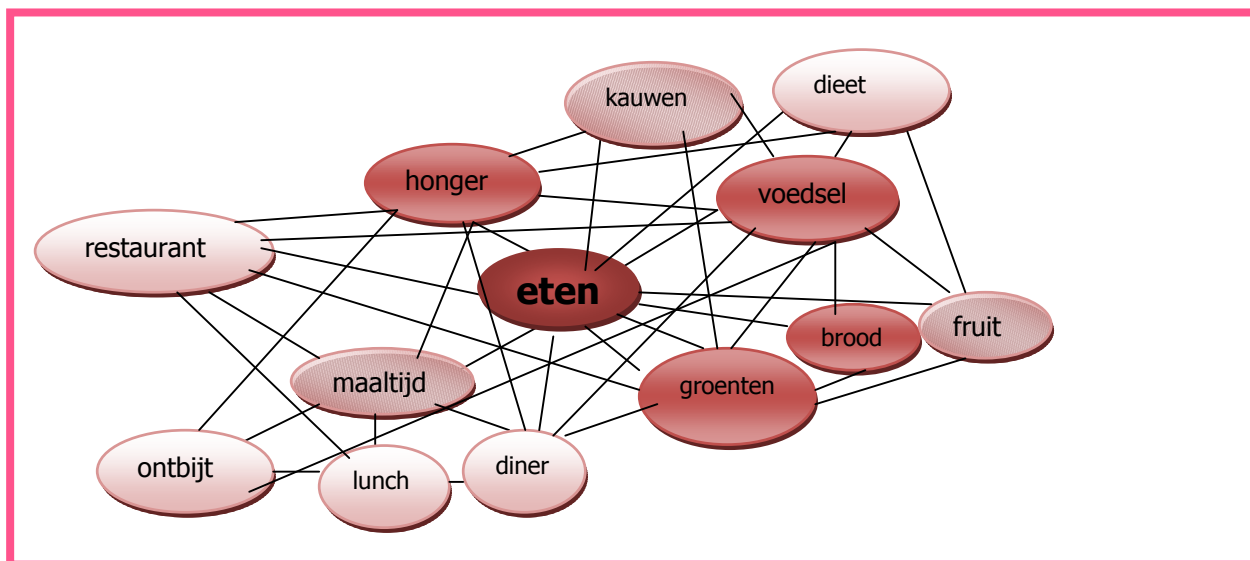 kauwen
dieet
honger
voedsel
restaurant
eten
brood
fruit
maaltijd
groenten
ontbijt
lunch
diner